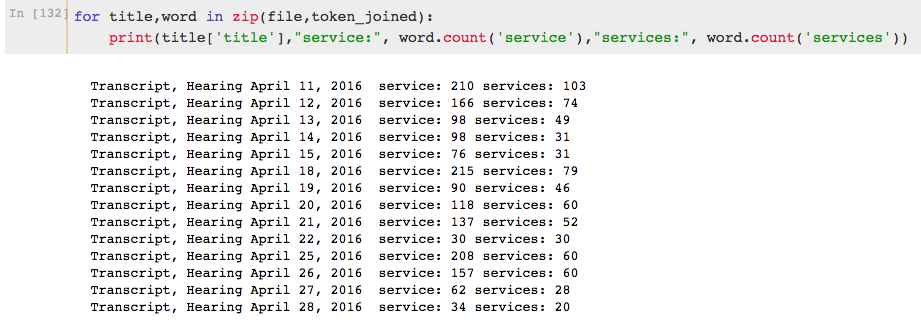 In [132] for title,word in zip(file,token_joined):
print(title['title'],"service:", word.count('service'),"services:", word.count('services'))
Transcript, Hearing April 11, 2016 service: 210 services: 103
Transcript, Hearing April 12, 2016 service: 166 services: 74
Transcript, Hearing April 13, 2016 service: 98 services: 49
Transcript, Hearing April 14, 2016 service: 98 services: 31
Transcript, Hearing April 15, 2016 service: 76 services: 31
Transcript, Hearing April 18, 2016 service: 215 services: 79
Transcript, Hearing April 19, 2016 service: 90 services: 46
Transcript, Hearing April 20, 2016 service: 118 services: 60
Transcript, Hearing April 21, 2016 service: 137 services: 52
Transcript, Hearing April 22, 2016 service: 30 services: 30
Transcript, Hearing April 25, 2016 service: 208 services: 60
Transcript, Hearing April 26, 2016 service: 157 services: 60
Transcript, Hearing April 27, 2016 service: 62 services: 28
Transcript, Hearing April 28, 2016 service: 34 services: 20